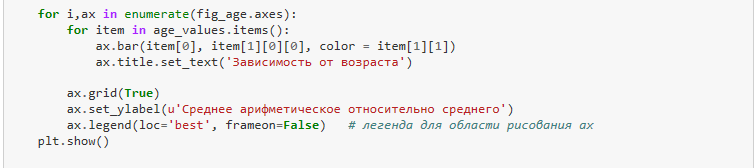 for i,ax in enumerate(fig_age.axes):
    for item in age_values.items():
        ax.bar(item[0], item[1][0][0], color = item[1][1])
        ax.title.set_text('Зависимость от возраста')
    ax.grid(True)
    ax.set_ylabel(u'Среднее арифметическое относительно среднего')
    ax.legend(loc='best', frameon=False)   # легенда для области рисования ax
plt.show()